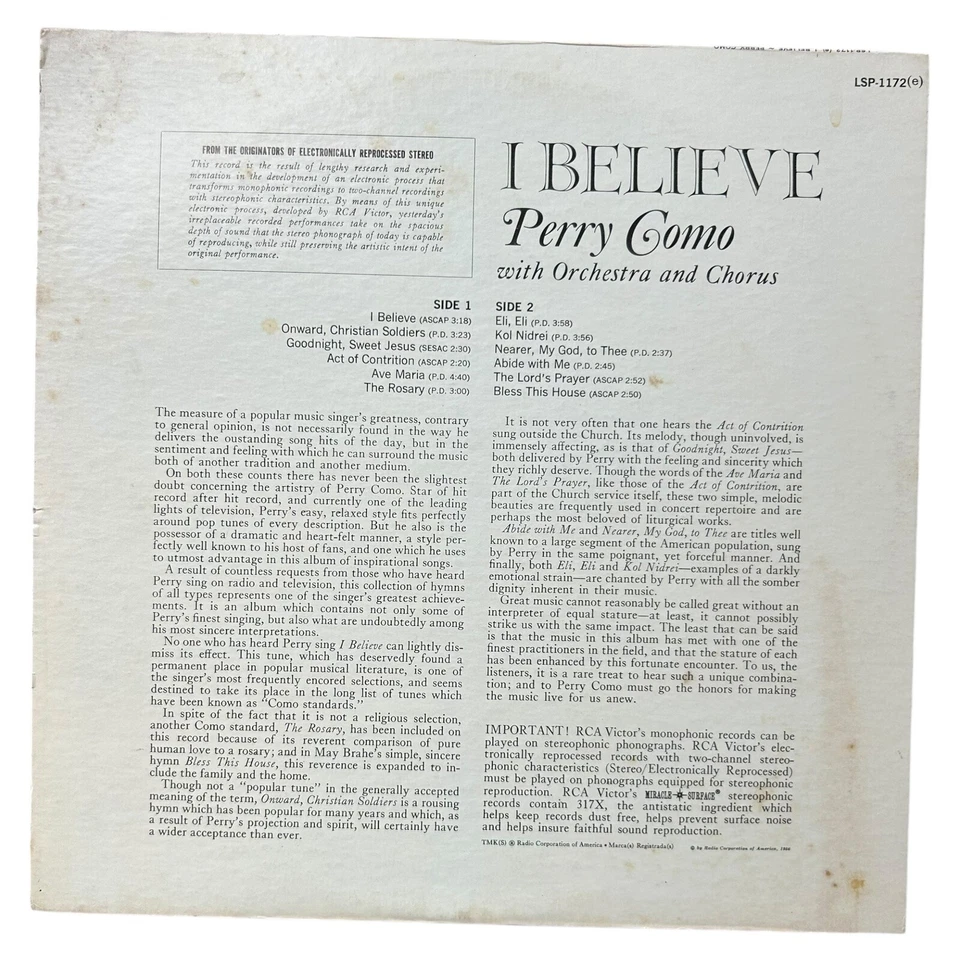 LSP-1172(e)
FROM THE ORIGINATORS OF ELECTRONICALLY REPROCESSED STEREO
This record is the result of lengthy research and experi-
mentation in the development of an electronic process that
transforms monophonic recordings to two-channel recordings
with stereophonic characteristics. By means of this unique
electronic process, developed by RCA Victor, yesterday's
irreplaceable recorded performances take on the spacious
depth of sound that the stereo phonograph of today is capable
of reproducing, while still preserving the artistic intent of the
original performance.
I BELIEVE
Perry Como
with Orchestra and Chorus
SIDE 1
I Believe (ASCAP 3:18)
Onward, Christian Soldiers (P.D. 3:23)
Goodnight, Sweet Jesus (SESAC 2:30)
Act of Contrition (ASCAP 2:20)
Ave Maria (P.D. 4:40)
The Rosary (P.D. 3:00)
SIDE 2
Eli, Eli (P.D. 3:58)
Kol Nidrei (P.D. 3:56)
Nearer, My God, to Thee (P.D. 2:37)
Abide with Me (P.D. 2:45)
The Lord's Prayer (ASCAP 2:52)
Bless This House (ASCAP 2:50)
The measure of a popular music singer's greatness, contrary
to general opinion, is not necessarily found in the way he
delivers the oustanding song hits of the day, but in the
sentiment and feeling with which he can surround the music
both of another tradition and another medium.
On both these counts there has never been the slightest
doubt concerning the artistry of Perry Como. Star of hit
record after hit record, and currently one of the leading
lights of television, Perry's easy, relaxed style fits perfectly
around pop tunes of every description. But he also is the
possessor of a dramatic and heart-felt manner, a style per-
fectly well known to his host of fans, and one which he uses
to utmost advantage in this album of inspirational songs.
A result of countless requests from those who have heard
Perry sing on radio and television, this collection of hymns
of all types represents one of the singer's greatest achieve-
ments. It is an album which contains not only some of
Perry's finest singing, but also what are undoubtedly among
his most sincere interpretations.
No one who has heard Perry sing I Believe can lightly dis-
miss its effect. This tune, which has deservedly found a
permanent place in popular musical literature, is one of
the singer's most frequently encored selections, and seems
destined to take its place in the long list of tunes which
have been known as "Como standards."
In spite of the fact that it is not a religious selection,
another Como standard, The Rosary, has been included on
this record because of its reverent comparison of pure
human love to a rosary; and in May Brahe's simple, sincere
hymn Bless This House, this reverence is expanded to in-
clude the family and the home.
Though not a "popular tune" in the generally accepted
meaning of the term, Onward, Christian Soldiers is a rousing
hymn which has been popular for many years and which, as
a result of Perry's projection and spirit, will certainly have
a wider acceptance than ever.
It is not very often that one hears the Act of Contrition
sung outside the Church. Its melody, though uninvolved, is
immensely affecting, as is that of Goodnight, Sweet Jesus—
both delivered by Perry with the feeling and sincerity which
they richly deserve. Though the words of the Ave Maria and
The Lord's Prayer, like those of the Act of Contrition, are
part of the Church service itself, these two simple, melodic
beauties are frequently used in concert repertoire and are
perhaps the most beloved of liturgical works.
Abide with Me and Nearer, My God, to Thee are titles well
known to a large segment of the American population, sung
by Perry in the same poignant, yet forceful manner. And
finally, both Eli, Eli and Kol Nidrei—examples of a darkly
emotional strain—are chanted by Perry with all the somber
dignity inherent in their music.
Great music cannot reasonably be called great without an
interpreter of equal stature—at least, it cannot possibly
strike us with the same impact. The least that can be said
is that the music in this album has met with one of the
finest practitioners in the field, and that the stature of each
has been enhanced by this fortunate encounter. To us, the
listeners, it is a rare treat to hear such a unique combina-
tion; and to Perry Como must go the honors for making
the music live for us anew.
IMPORTANT! RCA Victor's monophonic records can be
played on stereophonic phonographs. RCA Victor's elec-
tronically reprocessed records with two-channel stereo-
phonic characteristics (Stereo/Electronically Reprocessed)
must be played on phonographs equipped for stereophonic
reproduction. RCA Victor's MIRACLE SURFACE® stereophonic
records contain 317X, the antistatic ingredient which
helps keep records dust free, helps prevent surface noise
and helps insure faithful sound reproduction.
TMK(S) ® Radio Corporation of America • Marca(s) Registrada(s)
© by Radio Corporation of America, 1966